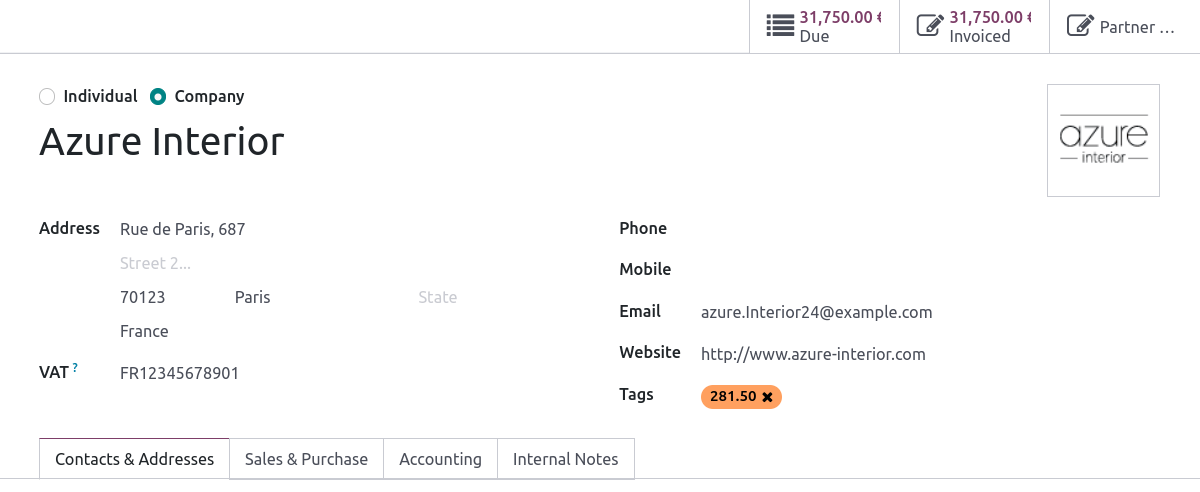 31,750.00 €
Due
31,750.00 €
Invoiced
Partner ...
Individual
Company
Azure Interior
azure
interior
Address
Rue de Paris, 687
Street 2...
70123
Paris
State
France
VAT ?
FR12345678901
Phone
Mobile
Email
azure.Interior24@example.com
Website
http://www.azure-interior.com
Tags
281.50 ✖
Contacts & Addresses
Sales & Purchase
Accounting
Internal Notes